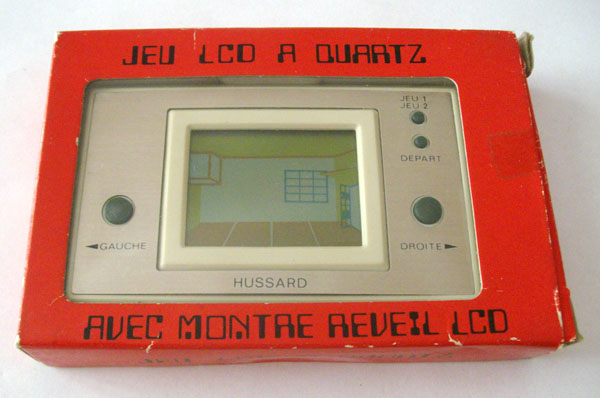 JEU LCD A QUARTZ
JEU 1
JEU 2
DEPART
◄GAUCHE
DROITE►
HUSSARD
AVEC MONTRE REVEIL LCD